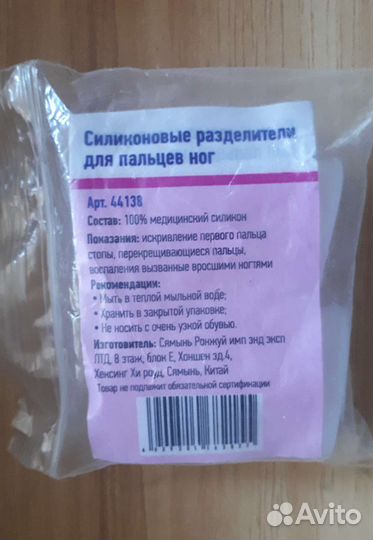 Силиконовые разделители
для пальцев ног
Арт. 44138
Состав: 100% медицинский силикон
Показания: искривление первого пальца
стопы, перекрещивающиеся пальцы,
воспаления вызванные вросшими ногтями
Рекомендации:
• Мыть в теплой мыльной воде;
• Хранить в закрытой упаковке;
• Не носить с очень узкой обувью.
Изготовитель: Сямынь Ронжуй имп энд эксп
ЛТД, 8 этаж, блок Е, Хоншен зд.4,
Хенсинг Хи роуд, Сямынь, Китай
Товар не подлежит обязательной сертификации
Avito